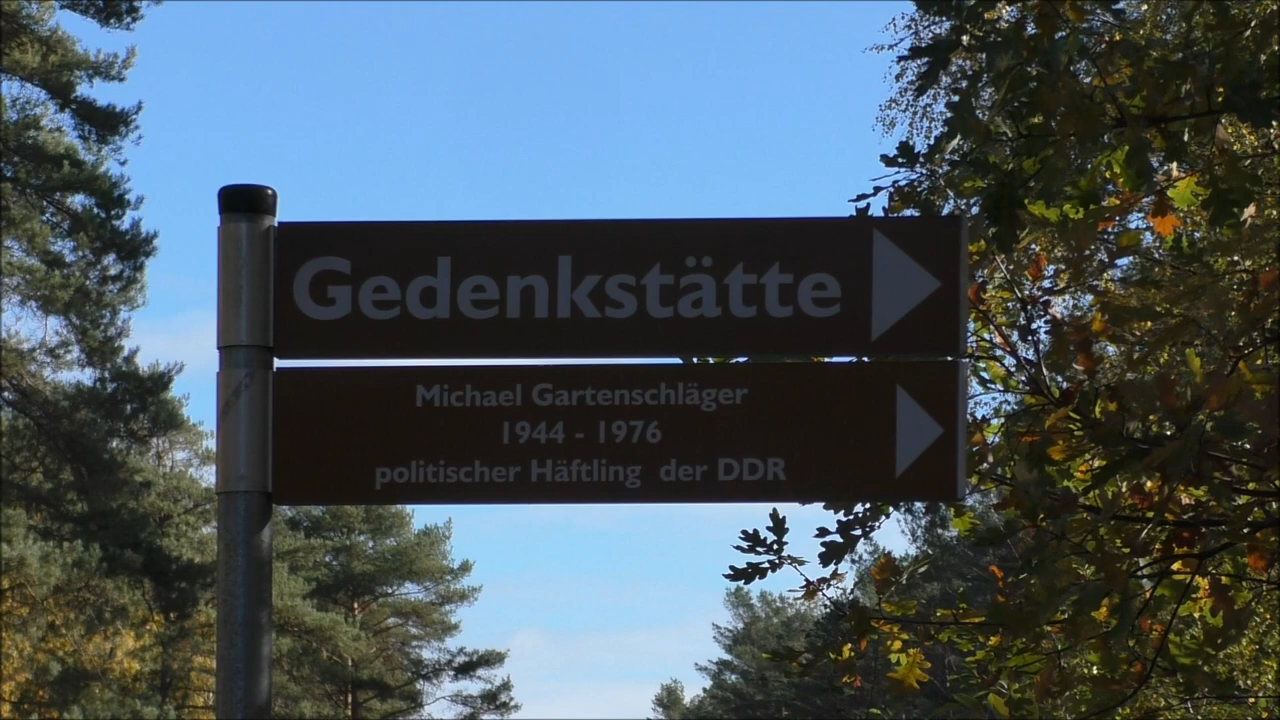 Gedenkstätte
Michael Gartenschläger
1944 - 1976
politischer Häftling der DDR